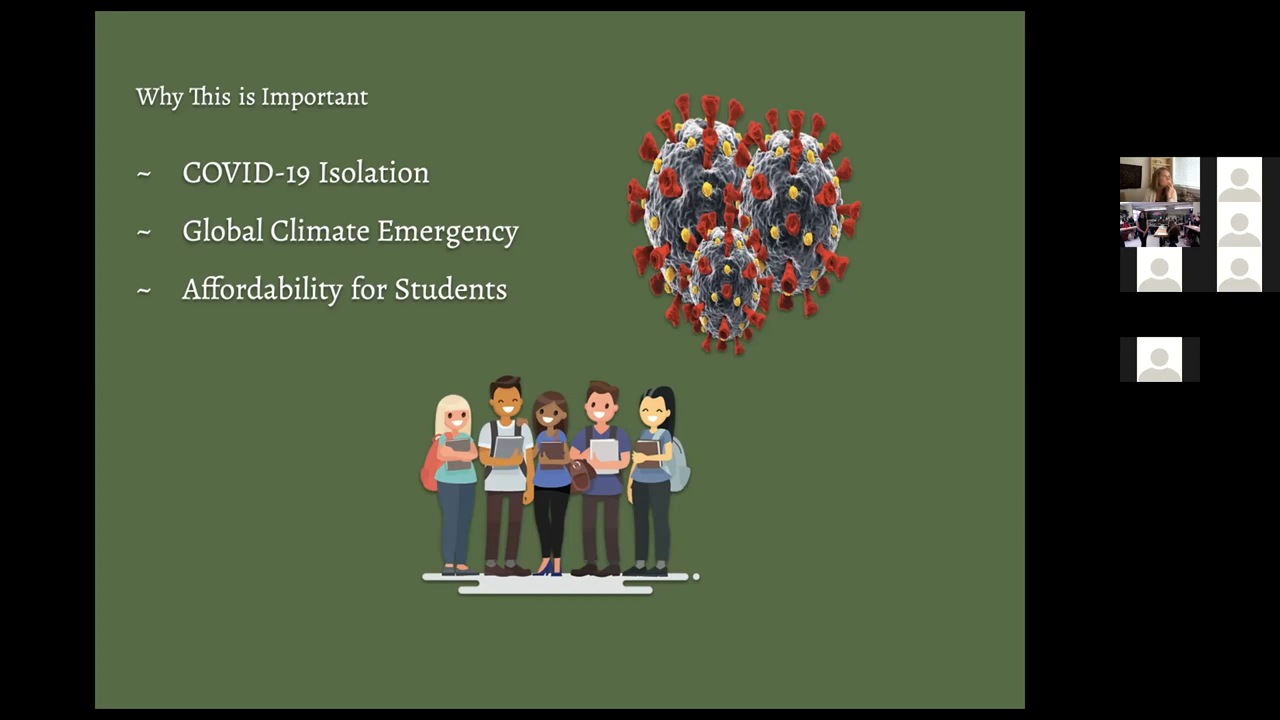 Why This is Important
~ COVID-19 Isolation
~ Global Climate Emergency
~ Affordability for Students